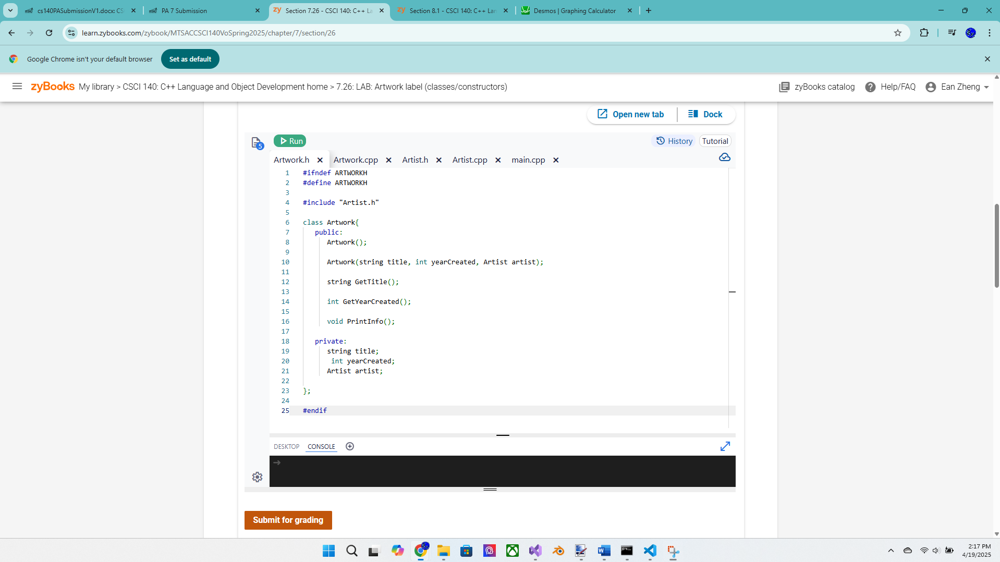 cs140PASubmissionV1.docx: CS
PA 7 Submission
Section 7.26 - CSCI 140: C++ La
Section 8.1 - CSCI 140: C++ Lan
Desmos | Graphing Calculator
learn.zybooks.com/zybook/MTSACCSCI140VoSpring2025/chapter/7/section/26
Google Chrome isn't your default browser
Set as default
zyBooks My library > CSCI 140: C++ Language and Object Development home > 7.26: LAB: Artwork label (classes/constructors)
zyBooks catalog
Help/FAQ
Ean Zheng
Open new tab
Dock
5
Run
History
Tutorial
Artwork.h
Artwork.cpp
Artist.h
Artist.cpp
main.cpp
1 #ifndef ARTWORKH
2 #define ARTWORKH
3
4 #include "Artist.h"
5
6 class Artwork{
7 public:
8 Artwork();
9
10 Artwork(string title, int yearCreated, Artist artist);
11
12 string GetTitle();
13
14 int GetYearCreated();
15
16 void PrintInfo();
17
18 private:
19 string title;
20 int yearCreated;
21 Artist artist;
22
23 };
24
25 #endif
DESKTOP
CONSOLE
Submit for grading
2:17 PM
4/19/2025